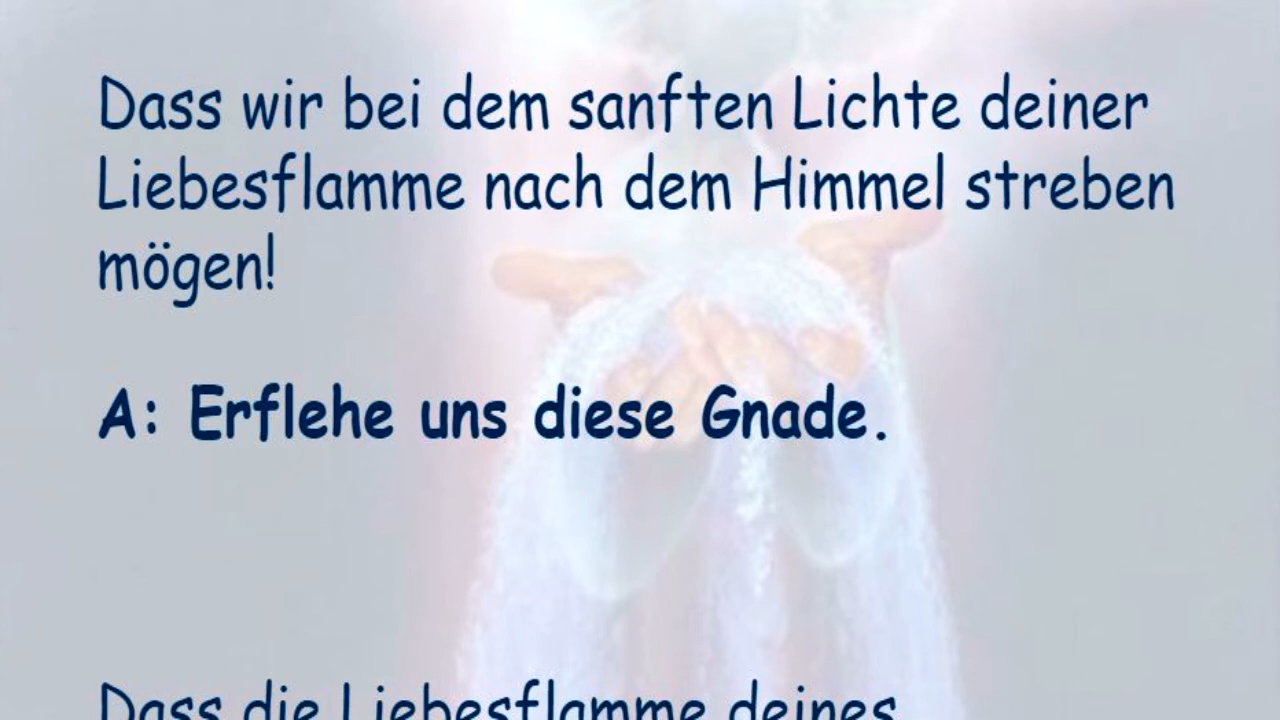 Dass wir bei dem sanften Lichte deiner
Liebesflamme nach dem Himmel streben
mögen!
A: Erflehe uns diese Gnade.
Dass die Liebesflamme deines